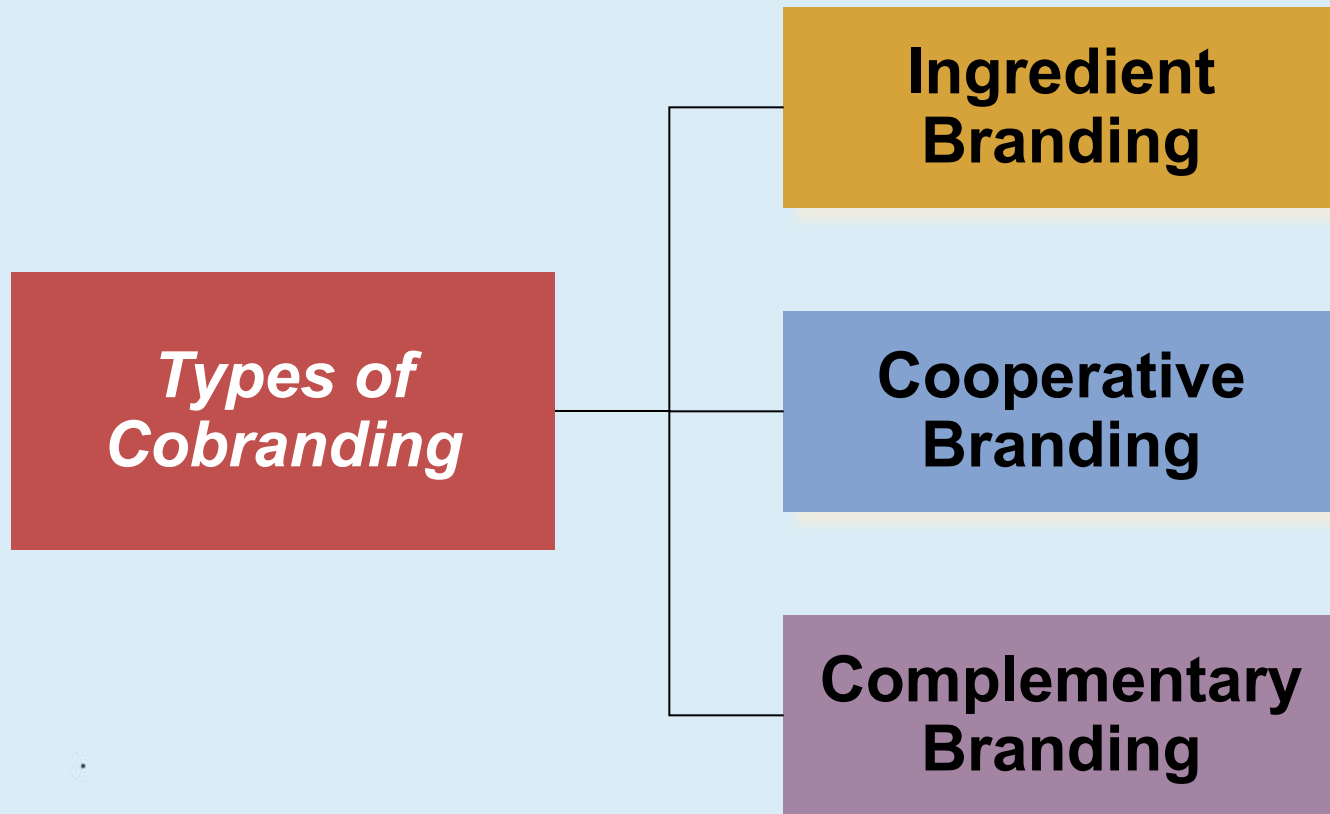 Ingredient
Branding
Types of
Cobranding
Cooperative
Branding
Complementary
Branding